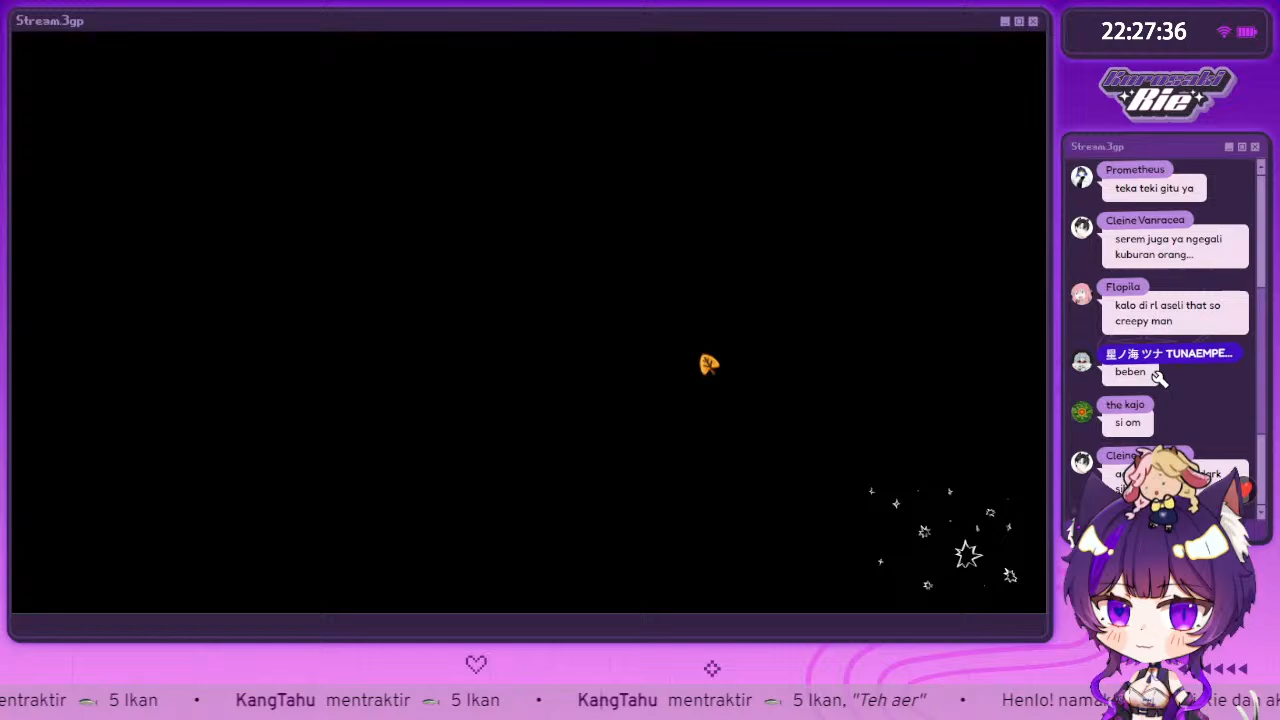 Stream.3gp
22:27:36
Kurosaki
Rie
Stream.3gp
Prometheus
teka teki gitu ya
Cleine Vanracea
serem juga ya ngegali
kuburan orang...
Flopila
kalo di rl aseli that so
creepy man
星ノ海 ツナ TUNAEMPE...
beben
the kajo
si om
Cleine
entraktir 5 Ikan • KangTahu mentraktir 5 Ikan • KangTahu mentraktir 5 Ikan, "Teh aer" • Henlo!